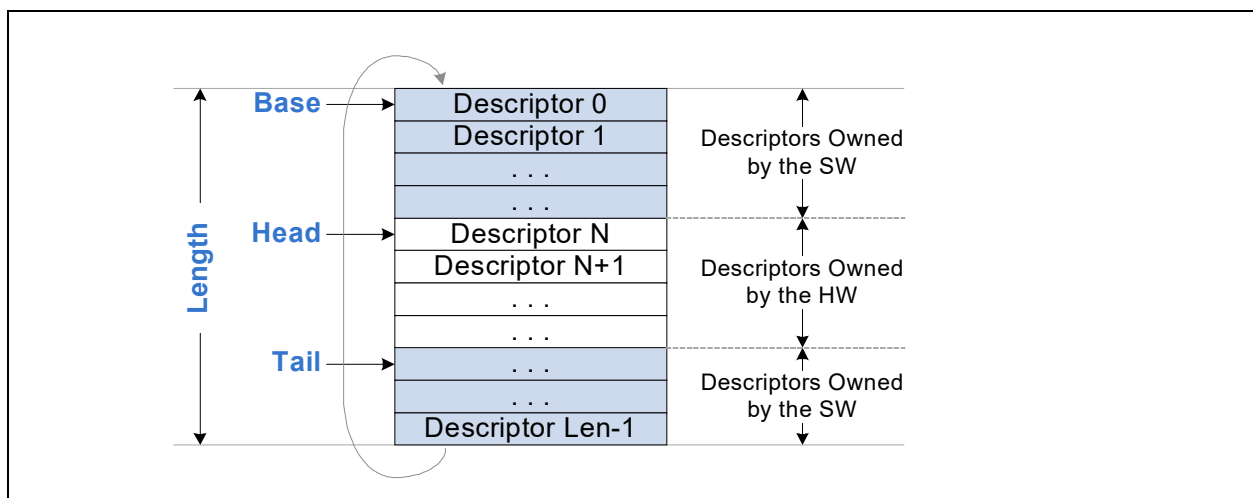 Base
Descriptor 0
Descriptor 1
. . .
. . .
Descriptors Owned
by the SW
Length
Head
Descriptor N
Descriptor N+1
. . .
. . .
Descriptors Owned
by the HW
Tail
. . .
. . .
Descriptor Len-1
Descriptors Owned
by the SW